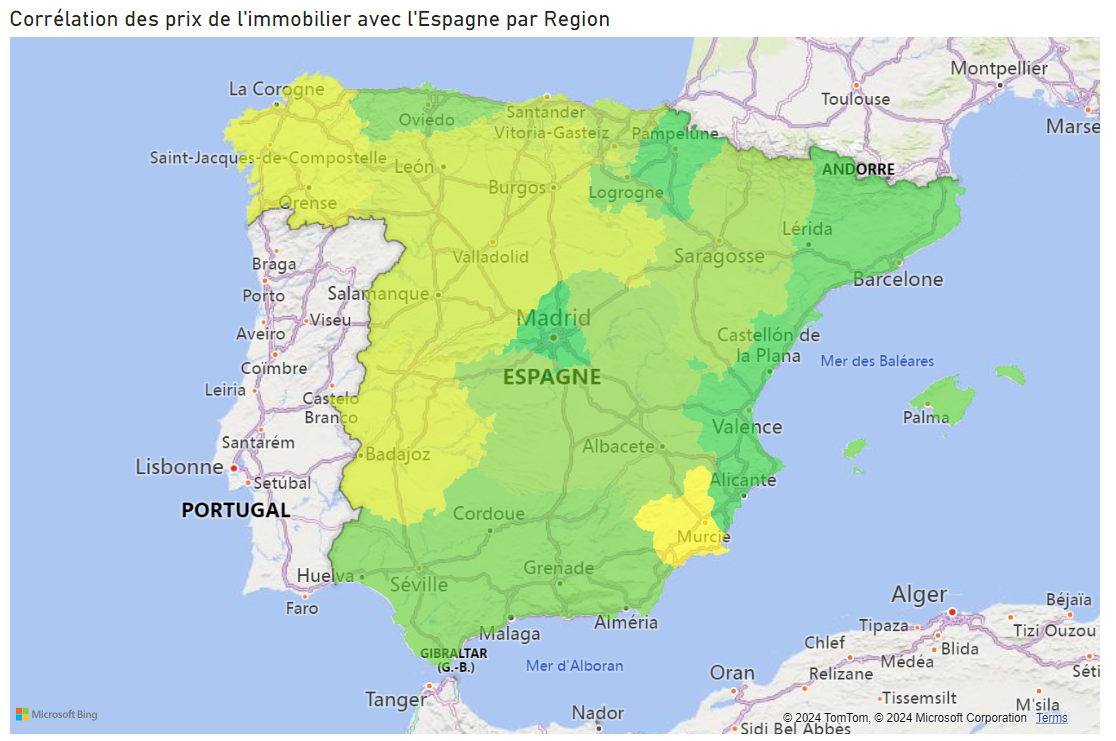 Corrélation des prix de l'immobilier avec l'Espagne par Region
Montpellier
La Corogne
Toulouse
Santander
Marse
Oviedo
Vitoria-Gasteiz
Pampelune
Saint-Jacques-de-Compostelle
León
ANDORRE
Burgos
Logrogne
Orense
Lérida
Braga
Valladolid
Saragosse
Barcelone
Porto
Salamanque
Viseu
Madrid
Aveiro
Castellón de
la Plana
Mer des Baléares
Coïmbre
ESPAGNE
Leiria
Castelo
Branco
Palma
Valence
Santarém
Albacete
Badajoz
Lisbonne
Setúbal
Alicante
PORTUGAL
Cordoue
Murcie
Grenade
Huelva
Séville
Alger
Béjaïa
Faro
Alméria
Tipaza
Tizi Ouzou
Malaga
Chlef
Blida
GIBRALTAR
(G.-B.)
Mer d'Alboran
Médéa
Oran
Relizane
Séti
Tanger
Tissemsilt
M'sila
Nador
Microsoft Bing
© 2024 TomTom, © 2024 Microsoft Corporation Terms
Sidi Bel Abbes